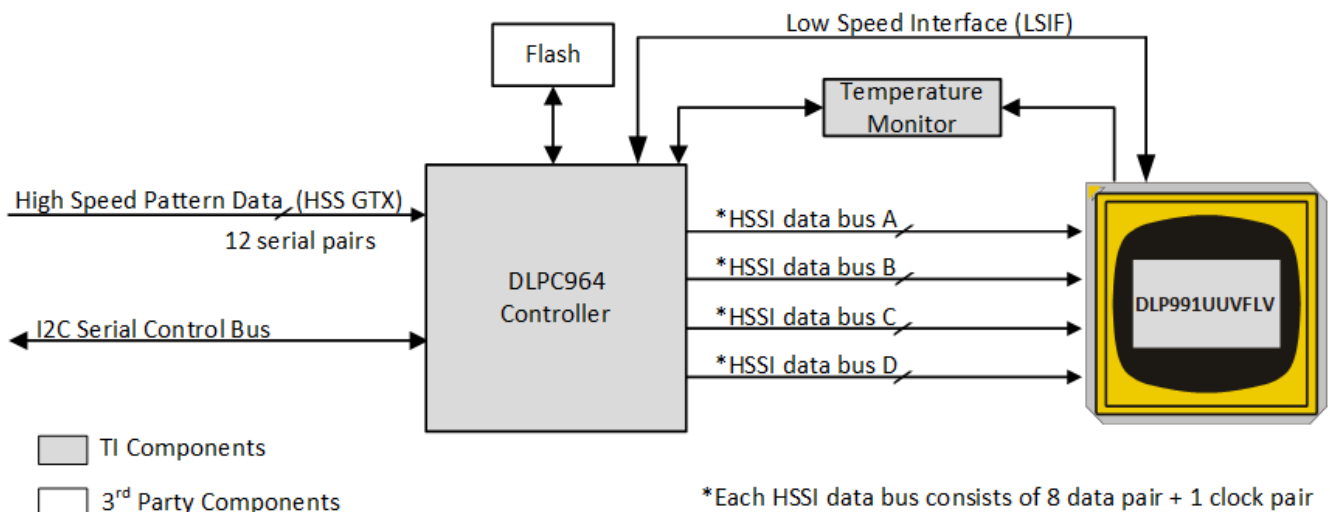 Low Speed Interface (LSIF)
Flash
Temperature
Monitor
High Speed Pattern Data (HSS GTX)
12 serial pairs
*HSSI data bus A
*HSSI data bus B
DLPC964
Controller
DLP991UUVFLV
*HSSI data bus C
I2C Serial Control Bus
*HSSI data bus D
TI Components
3rd Party Components
*Each HSSI data bus consists of 8 data pair + 1 clock pair